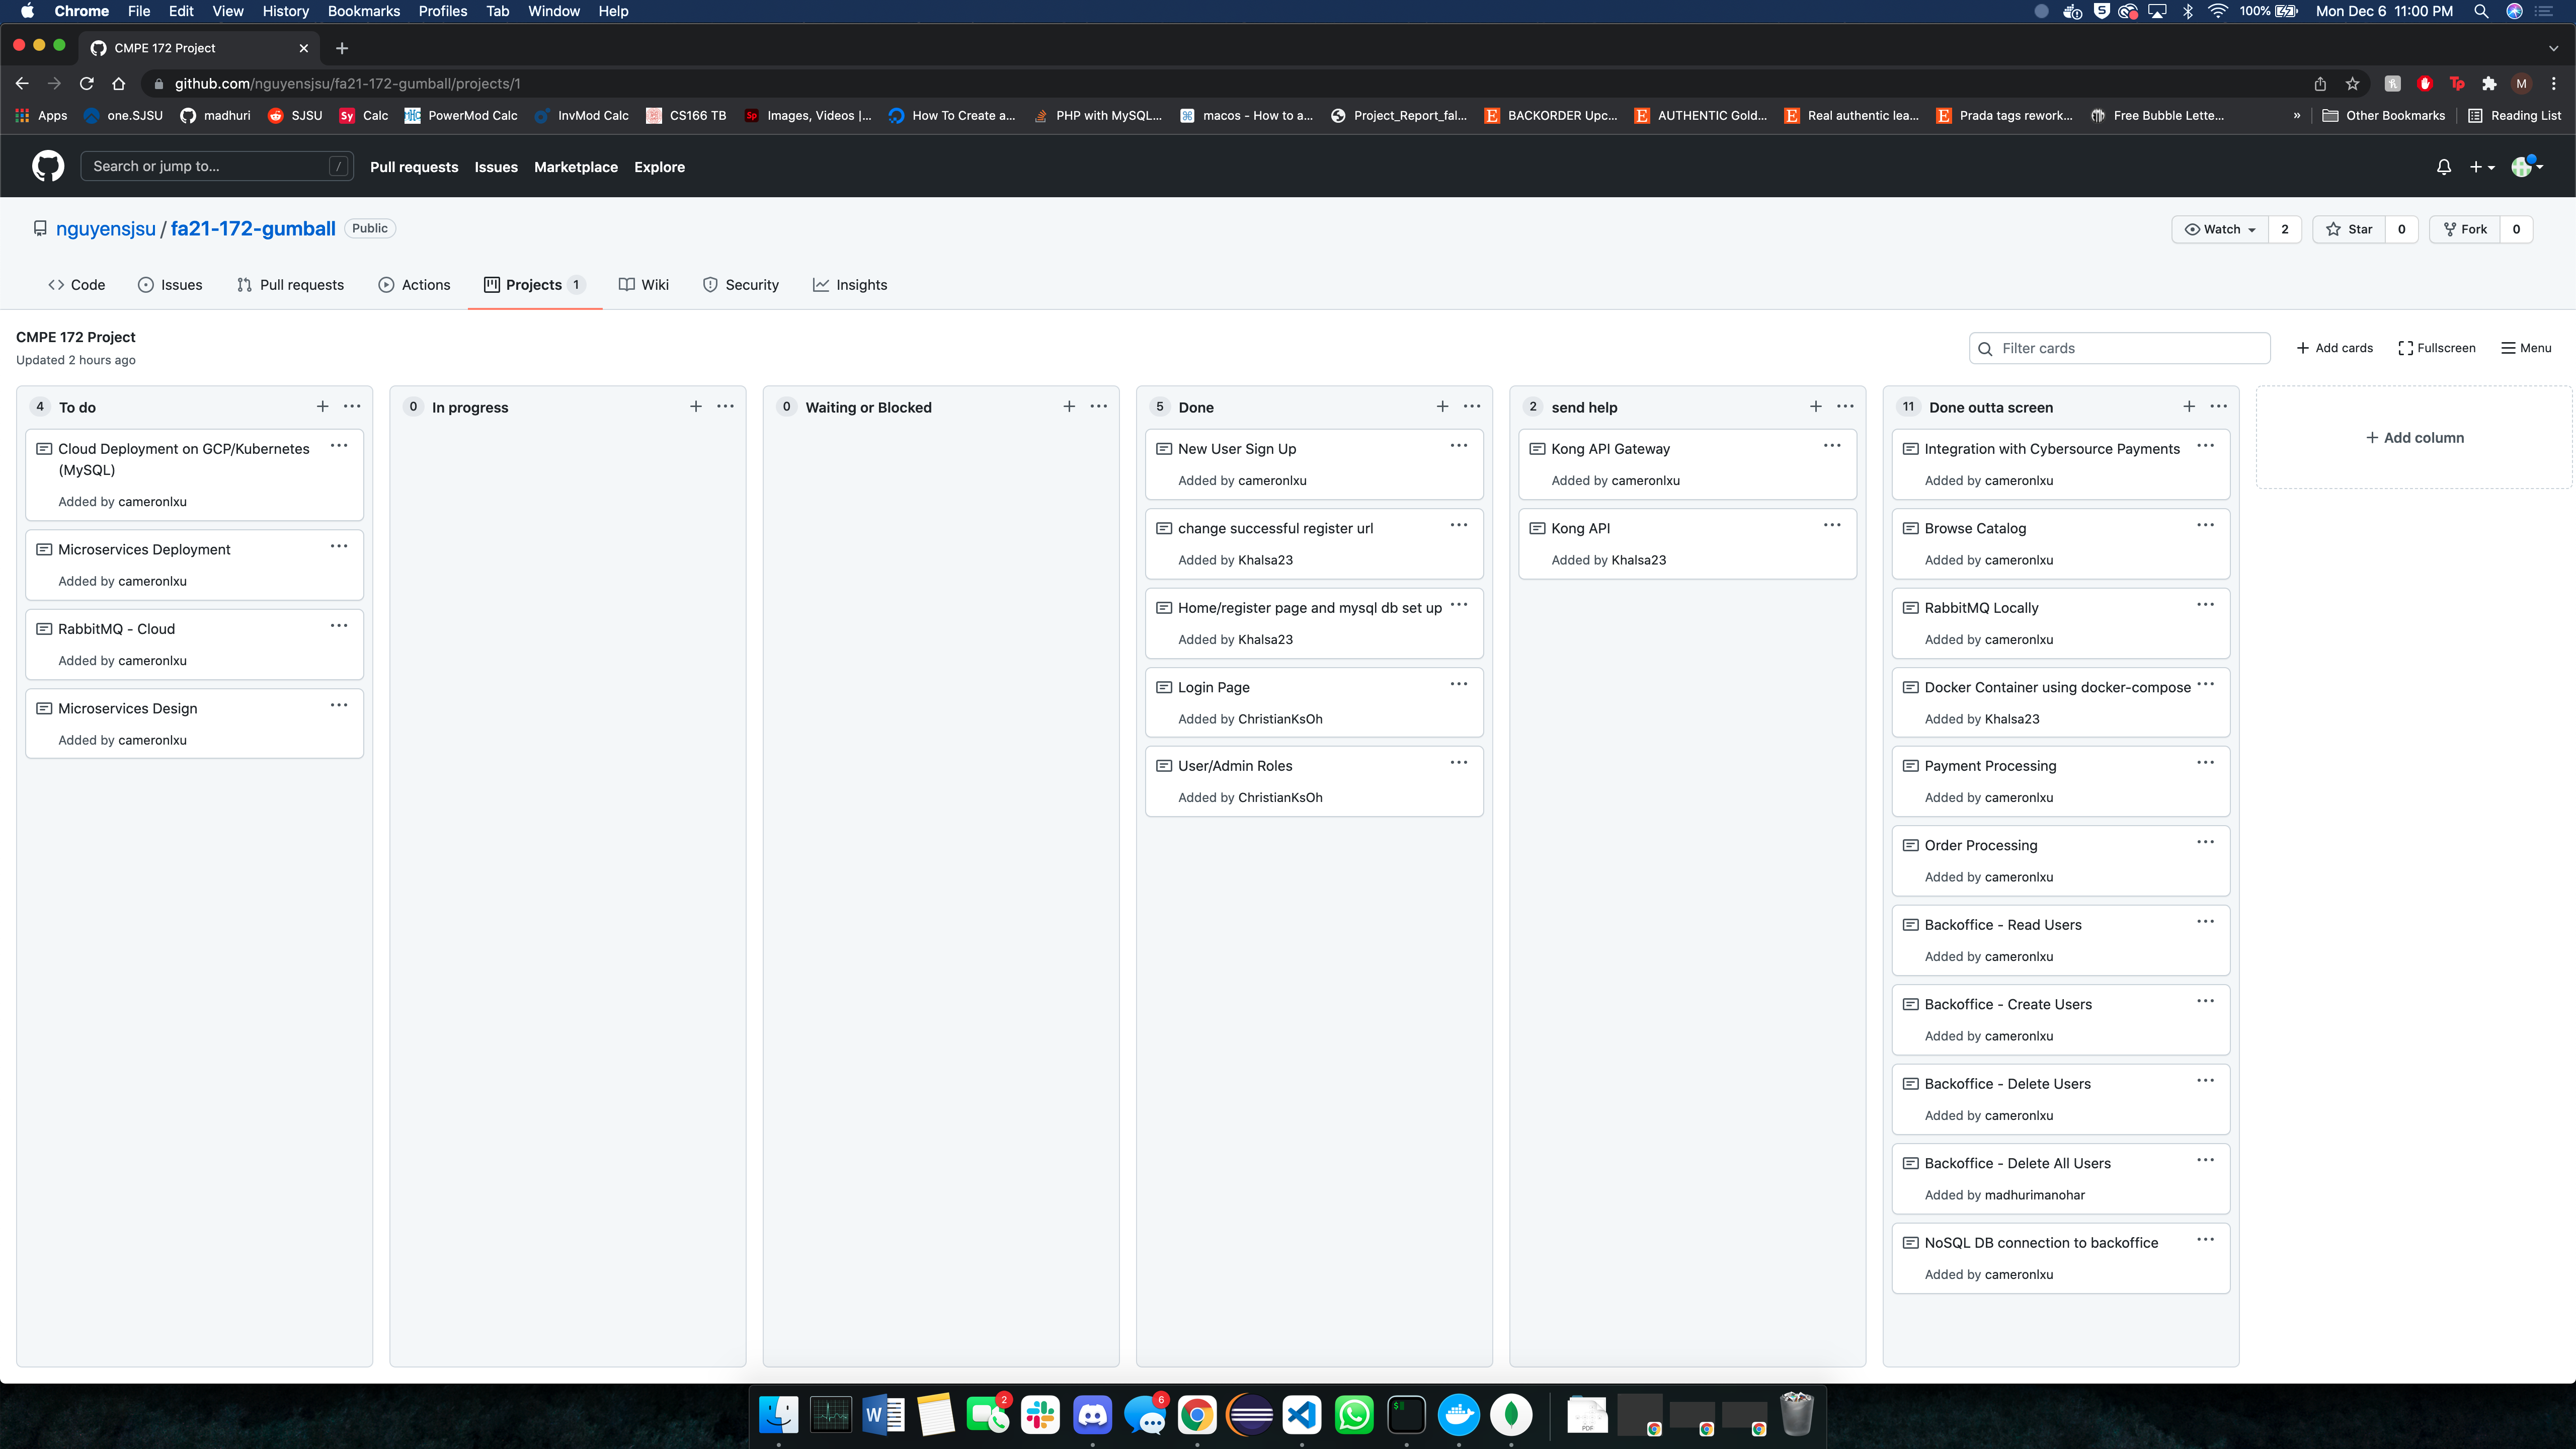 Chrome File Edit View History Bookmarks Profiles Tab Window Help 100% Mon Dec 6 11:00 PM
CMPE 172 Project
github.com/nguyensjsu/fa21-172-gumball/projects/1
M
Apps one.SJSU madhuri SJSU Sy Calc PowerMod Calc InvMod Calc CS166 TB Sp Images, Videos |... How To Create a... PHP with MySQL... macos - How to a... Project_Report_fal... E BACKORDER Upc... E AUTHENTIC Gold... E Real authentic lea... E Prada tags rework... Free Bubble Lette... » Other Bookmarks Reading List
Search or jump to... / Pull requests Issues Marketplace Explore
nguyensjsu / fa21-172-gumball Public
Watch 2 Star 0 Fork 0
Code Issues Pull requests Actions Projects 1 Wiki Security Insights
CMPE 172 Project
Updated 2 hours ago
Filter cards
Add cards Fullscreen Menu
4 To do
Cloud Deployment on GCP/Kubernetes
(MySQL)
Added by cameronlxu
Microservices Deployment
Added by cameronlxu
RabbitMQ - Cloud
Added by cameronlxu
Microservices Design
Added by cameronlxu
0 In progress
0 Waiting or Blocked
5 Done
New User Sign Up
Added by cameronlxu
change successful register url
Added by Khalsa23
Home/register page and mysql db set up
Added by Khalsa23
Login Page
Added by ChristianKsOh
User/Admin Roles
Added by ChristianKsOh
2 send help
Kong API Gateway
Added by cameronlxu
Kong API
Added by Khalsa23
11 Done outta screen
Integration with Cybersource Payments
Added by cameronlxu
Browse Catalog
Added by cameronlxu
RabbitMQ Locally
Added by cameronlxu
Docker Container using docker-compose
Added by Khalsa23
Payment Processing
Added by cameronlxu
Order Processing
Added by cameronlxu
Backoffice - Read Users
Added by cameronlxu
Backoffice - Create Users
Added by cameronlxu
Backoffice - Delete Users
Added by cameronlxu
Backoffice - Delete All Users
Added by madhurimanohar
NoSQL DB connection to backoffice
Added by cameronlxu
Add column
W 2 6 PDF